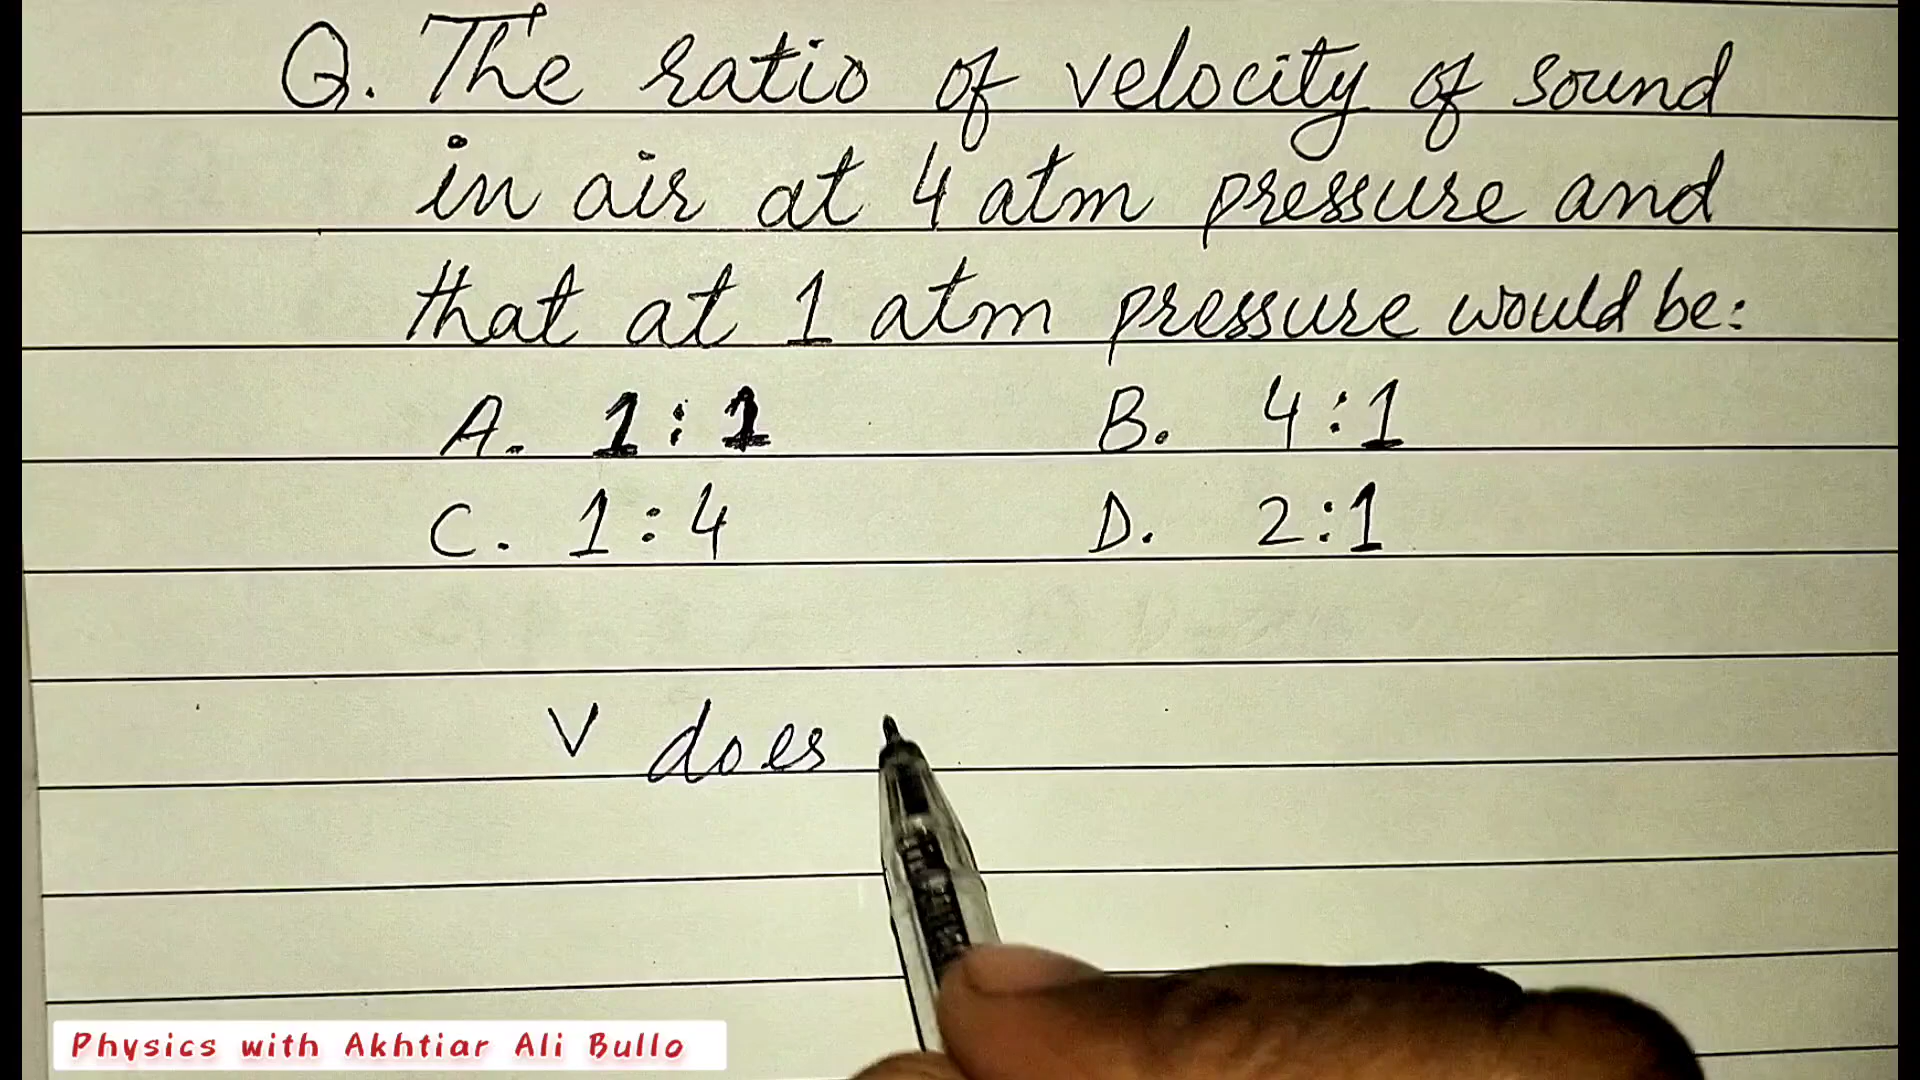 Q. The ratio of velocity of sound
in air at 4 atm pressure and
that at 1 atm pressure would be:
A. 1:1 B. 4:1
C. 1:4 D. 2:1
V does
Physics with Akhtiar Ali Bullo